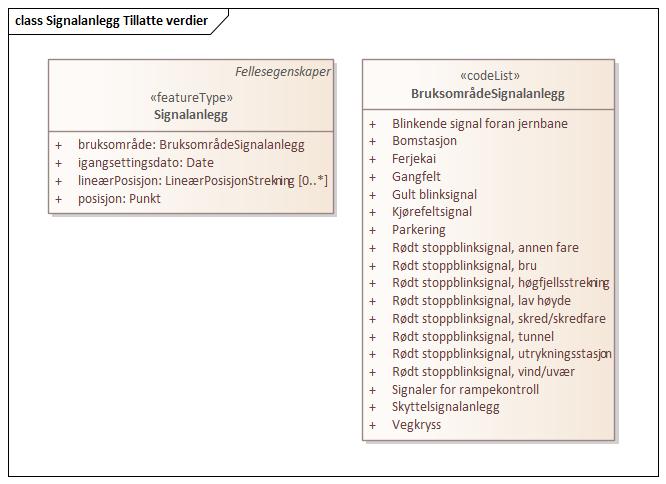 class Signalanlegg Tillatte verdier
Fellesegenskaper
«featureType»
Signalanlegg
+ bruksområde: BruksområdeSignalanlegg
+ igangsettingsdato: Date
+ lineærPosisjon: LineærPosisjonStrekning [0..*]
+ posisjon: Punkt
«codeList»
BruksområdeSignalanlegg
+ Blinkende signal foran jernbane
+ Bomstasjon
+ Ferjekai
+ Gangfelt
+ Gult blinksignal
+ Kjørefeltsignal
+ Parkering
+ Rødt stoppblinksignal, annen fare
+ Rødt stoppblinksignal, bru
+ Rødt stoppblinksignal, høgfjellsstrekning
+ Rødt stoppblinksignal, lav høyde
+ Rødt stoppblinksignal, skred/skredfare
+ Rødt stoppblinksignal, tunnel
+ Rødt stoppblinksignal, utrykningsstasjon
+ Rødt stoppblinksignal, vind/uvær
+ Signaler for rampekontroll
+ Skyttelsignalanlegg
+ Vegkryss